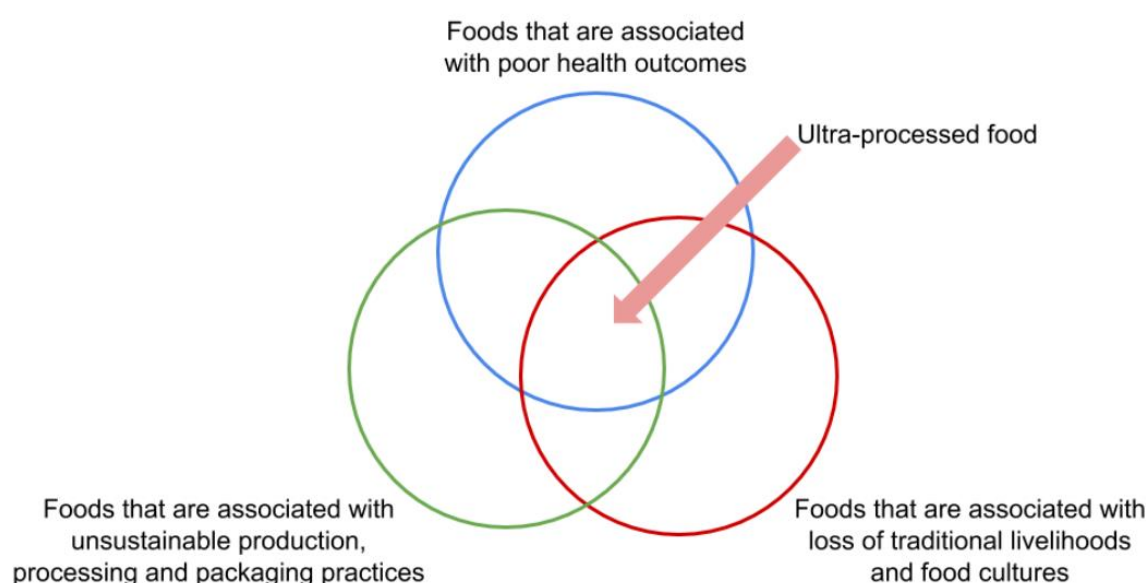 Foods that are associated
with poor health outcomes
Ultra-processed food
Foods that are associated with
unsustainable production,
processing and packaging practices
Foods that are associated with
loss of traditional livelihoods
and food cultures